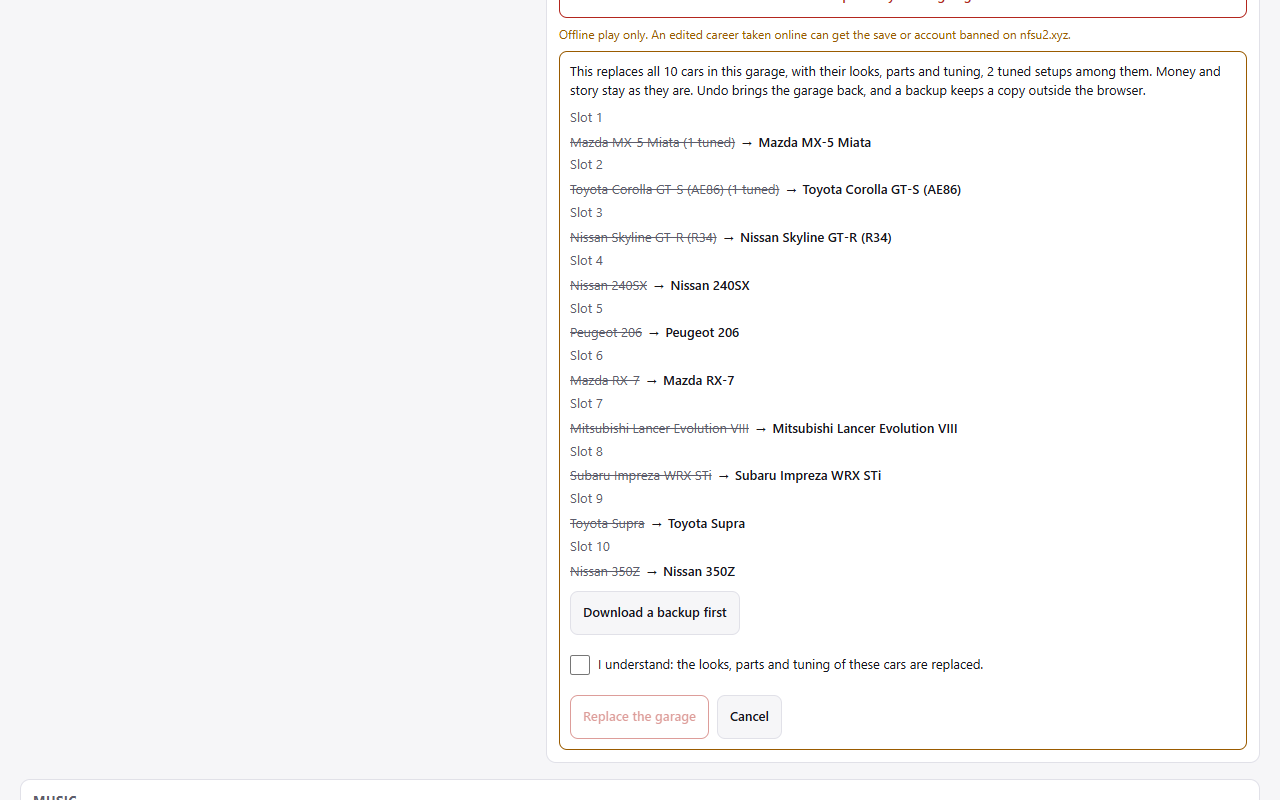 Offline play only. An edited career taken online can get the save or account banned on nfsu2.xyz.
This replaces all 10 cars in this garage, with their looks, parts and tuning, 2 tuned setups among them. Money and
story stay as they are. Undo brings the garage back, and a backup keeps a copy outside the browser.
Slot 1
Mazda MX-5 Miata (1 tuned) → Mazda MX-5 Miata
Slot 2
Toyota Corolla GT-S (AE86) (1 tuned) → Toyota Corolla GT-S (AE86)
Slot 3
Nissan Skyline GT-R (R34) → Nissan Skyline GT-R (R34)
Slot 4
Nissan 240SX → Nissan 240SX
Slot 5
Peugeot 206 → Peugeot 206
Slot 6
Mazda RX-7 → Mazda RX-7
Slot 7
Mitsubishi Lancer Evolution VIII → Mitsubishi Lancer Evolution VIII
Slot 8
Subaru Impreza WRX STi → Subaru Impreza WRX STi
Slot 9
Toyota Supra → Toyota Supra
Slot 10
Nissan 350Z → Nissan 350Z
Download a backup first
I understand: the looks, parts and tuning of these cars are replaced.
Replace the garage
Cancel
MUSIC